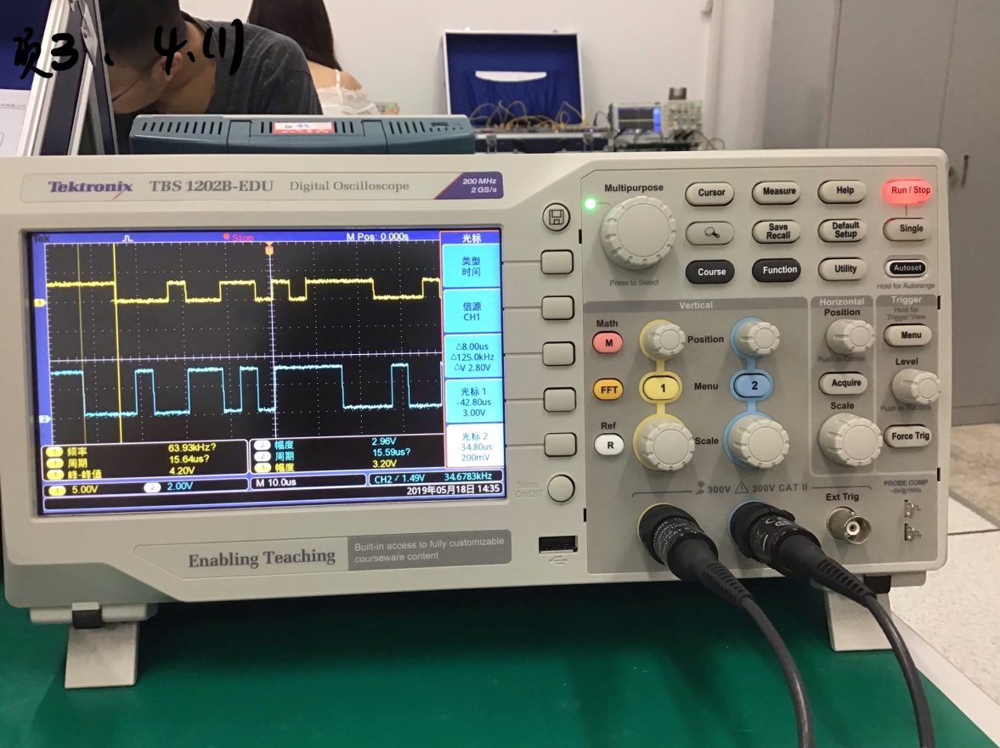 项3、4、(1)
Tektronix TBS 1202B-EDU Digital Oscilloscope 200 MHz 2 GS/s
Tek Stop M Pos: 0.000s
光标
类型
时间
信源
CH1
△8.00us
△125.0kHz
△V 2.80V
光标 1
-42.80us
3.00V
光标 2
-34.80us
200mV
1
2
1 频率 63.93kHz?
1 周期 15.64us?
1 峰-峰值 4.20V
2 幅度 2.96V
2 周期 15.59us?
1 幅度 3.20V
1 5.00V 2 2.00V M 10.0us CH2 1.49V 34.6783kHz
2019年05月18日 14:35
Enabling Teaching
Built-in access to fully customizable
courseware content
Menu
On/Off
Multipurpose
Press to Select
Cursor Measure Help Run / Stop
Save
Recall
Default
Setup
Single
Course Function Utility Autoset
Hold for Autorange
Vertical
Horizontal
Position
Push to Center
Trigger
Hold for
Trigger View
Menu
Level
Math
M
FFT
Ref
R
Position
1 Menu 2
Scale
Acquire
Scale
Force Trig
300V 300V CAT II
Ext Trig
PROBE COMP
~5V@1KHz